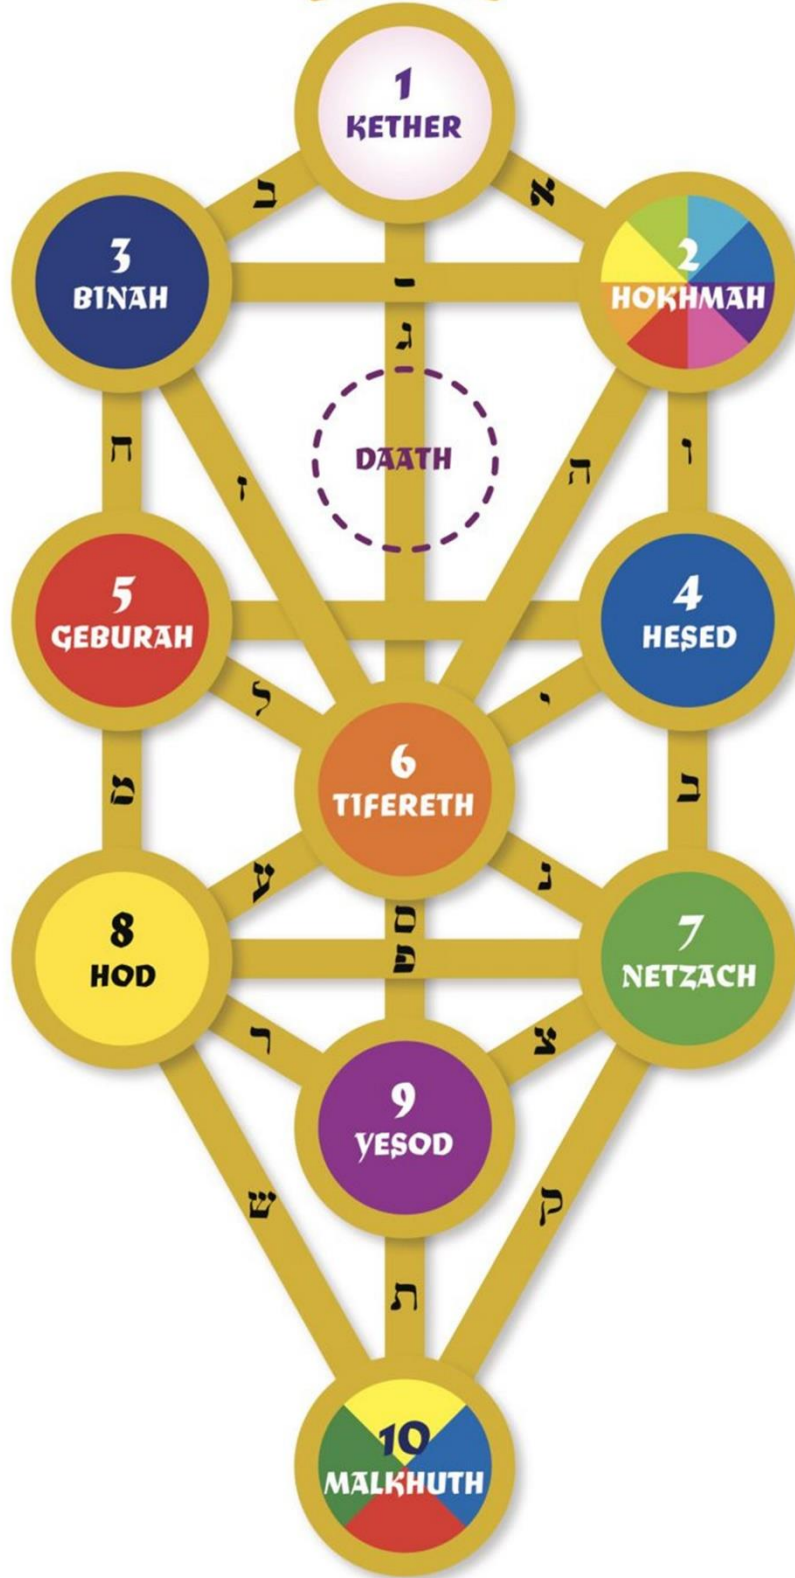 1
KETHER
ב
א
3
BINAH
2
HOKHMAH
ג
ח
ז
DAATH
ה
ו
5
GEBURAH
4
HESED
ל
י
6
TIFERETH
ב
ע
נ
ם
פ
8
HOD
7
NETZACH
ר
צ
9
YESOD
ש
ק
ת
10
MALKHUTH